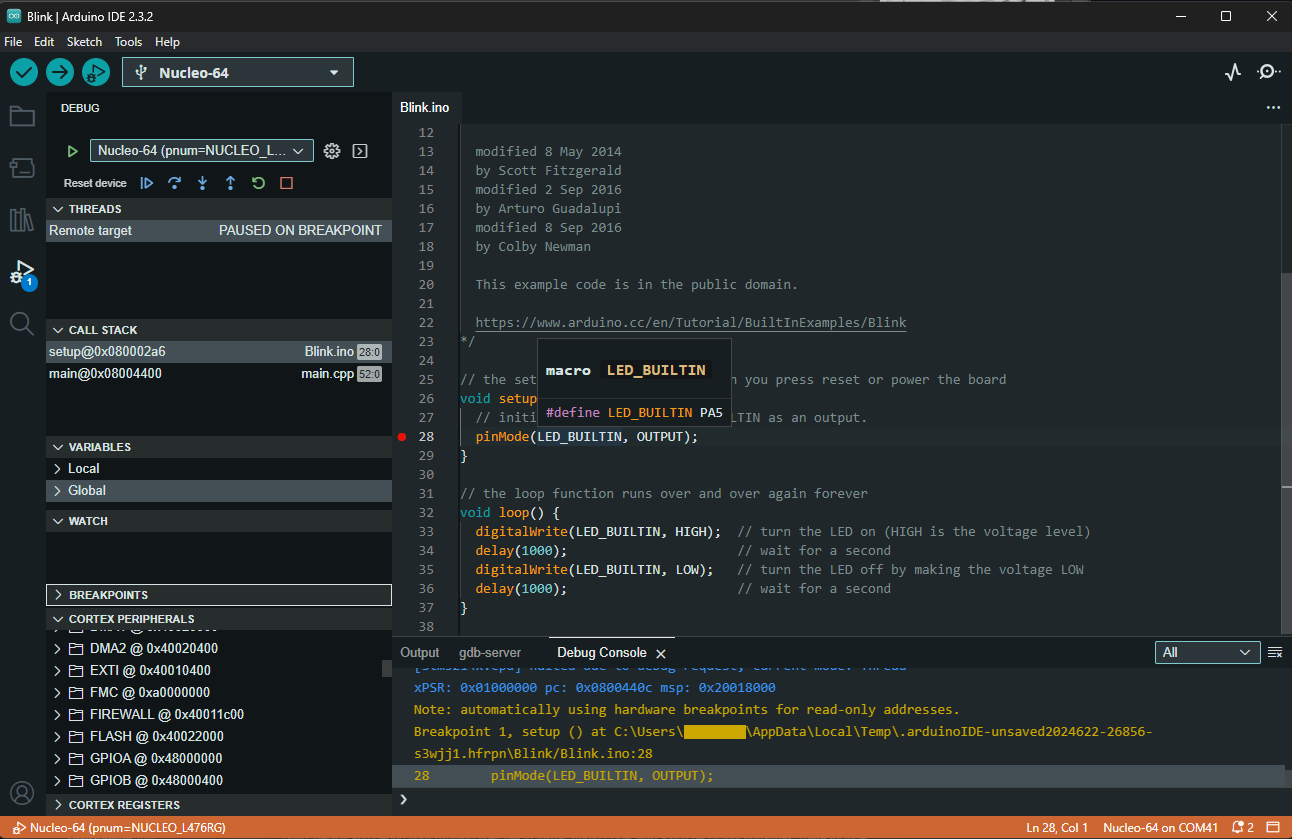 Blink | Arduino IDE 2.3.2
File Edit Sketch Tools Help
Nucleo-64
DEBUG
Nucleo-64 (pnum=NUCLEO_L...
Reset device
THREADS
Remote target PAUSED ON BREAKPOINT
1
CALL STACK
setup@0x080002a6 Blink.ino 28:0
main@0x08004400 main.cpp 52:0
VARIABLES
Local
Global
WATCH
BREAKPOINTS
CORTEX PERIPHERALS
DMA2 @ 0x40020400
EXTI @ 0x40010400
FMC @ 0xa0000000
FIREWALL @ 0x40011c00
FLASH @ 0x40022000
GPIOA @ 0x48000000
GPIOB @ 0x48000400
CORTEX REGISTERS
Blink.ino
12
13 modified 8 May 2014
14 by Scott Fitzgerald
15 modified 2 Sep 2016
16 by Arturo Guadalupi
17 modified 8 Sep 2016
18 by Colby Newman
19
20 This example code is in the public domain.
21
22 https://www.arduino.cc/en/Tutorial/BuiltInExamples/Blink
23 */
24
macro LED_BUILTIN
#define LED_BUILTIN PA5
25 // the set you press reset or power the board
26 void setup
27 // initi LTIN as an output.
28 pinMode(LED_BUILTIN, OUTPUT);
29 }
30
31 // the loop function runs over and over again forever
32 void loop() {
33 digitalWrite(LED_BUILTIN, HIGH); // turn the LED on (HIGH is the voltage level)
34 delay(1000); // wait for a second
35 digitalWrite(LED_BUILTIN, LOW); // turn the LED off by making the voltage LOW
36 delay(1000); // wait for a second
37 }
38
Output gdb-server Debug Console All
xPSR: 0x01000000 pc: 0x0800440c msp: 0x20018000
Note: automatically using hardware breakpoints for read-only addresses.
Breakpoint 1, setup () at C:\Users\ \AppData\Local\Temp\.arduinoIDE-unsaved2024622-26856-
s3wjj1.hfrpn\Blink/Blink.ino:28
28 pinMode(LED_BUILTIN, OUTPUT);
Nucleo-64 (pnum=NUCLEO_L476RG) Ln 28, Col 1 Nucleo-64 on COM41 2